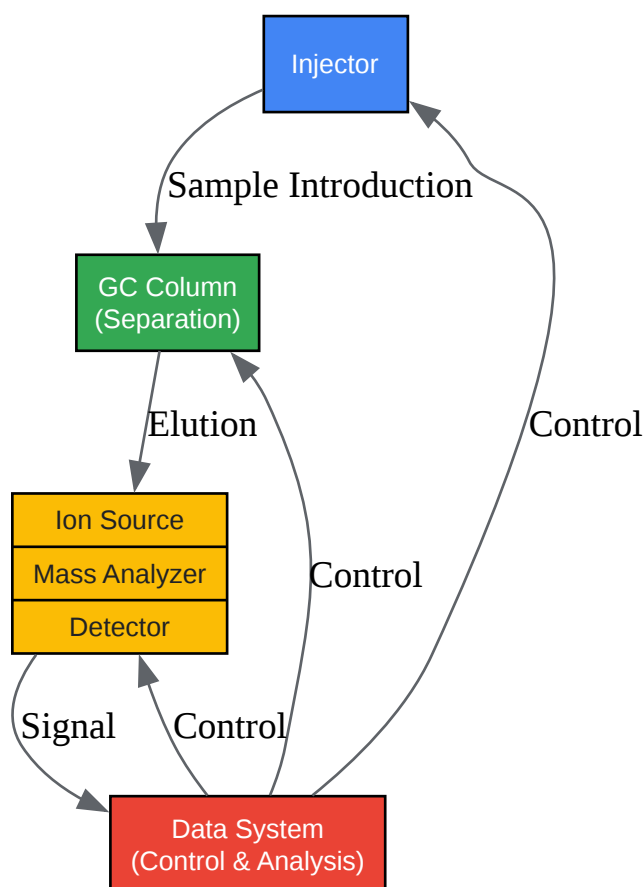 Injector
Sample Introduction
GC Column
(Separation)
Elution
Control
Ion Source
Mass Analyzer
Detector
Control
Signal
Control
Data System
(Control & Analysis)